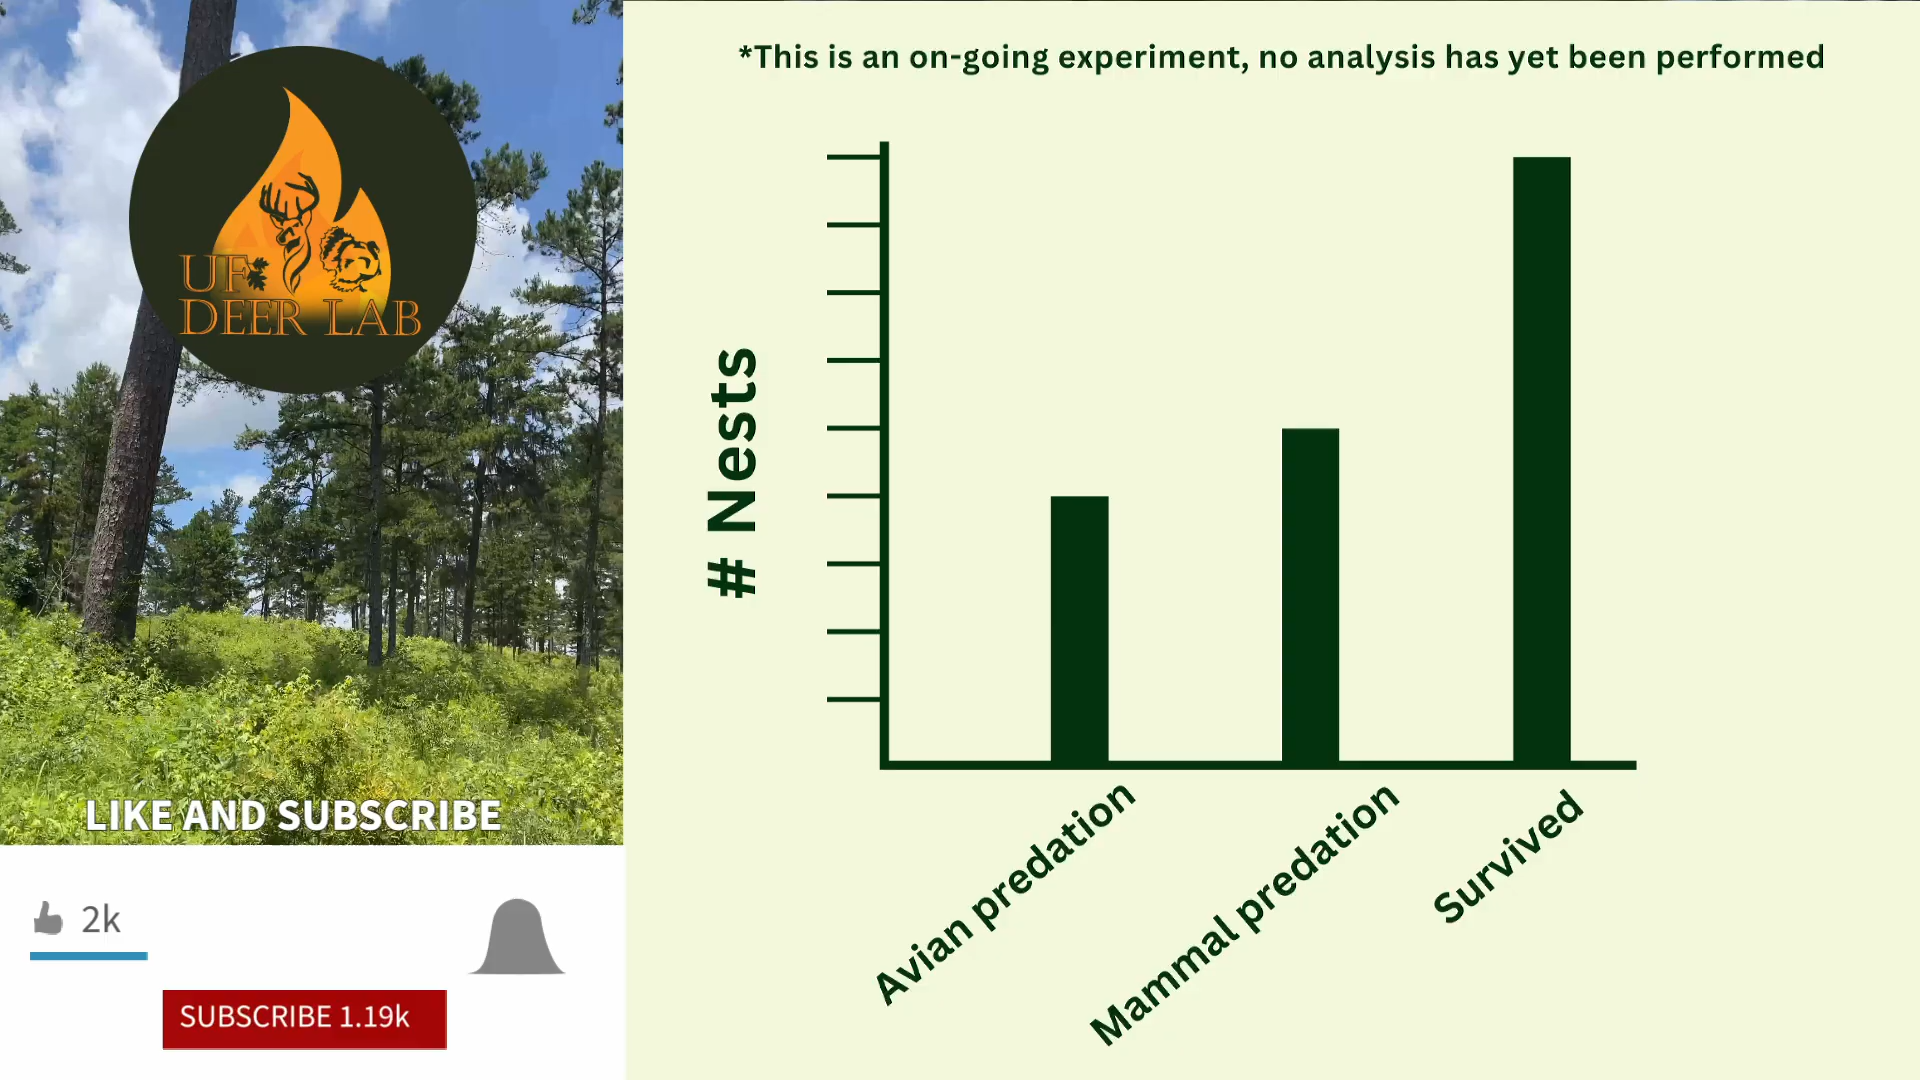 *This is an on-going experiment, no analysis has yet been performed
UF
DEER LAB
# Nests
Avian predation
Mammal predation
Survived
LIKE AND SUBSCRIBE
2k
SUBSCRIBE 1.19k